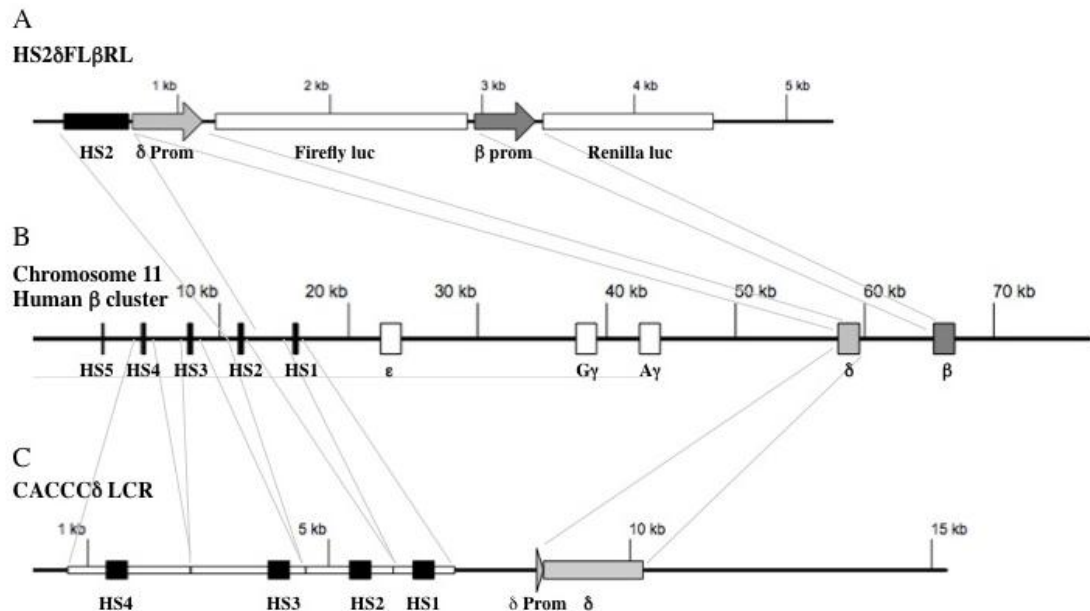 A
HS2δFLβRL
1 kb 2 kb 3 kb 4 kb 5 kb
HS2 δ Prom Firefly luc β prom Renilla luc
B
Chromosome 11
Human β cluster
10 kb 20 kb 30 kb 40 kb 50 kb 60 kb 70 kb
HS5 HS4 HS3 HS2 HS1 ε Gγ Aγ δ β
C
CACCCδ LCR
1 kb 5 kb 10 kb 15 kb
HS4 HS3 HS2 HS1 δ Prom δ